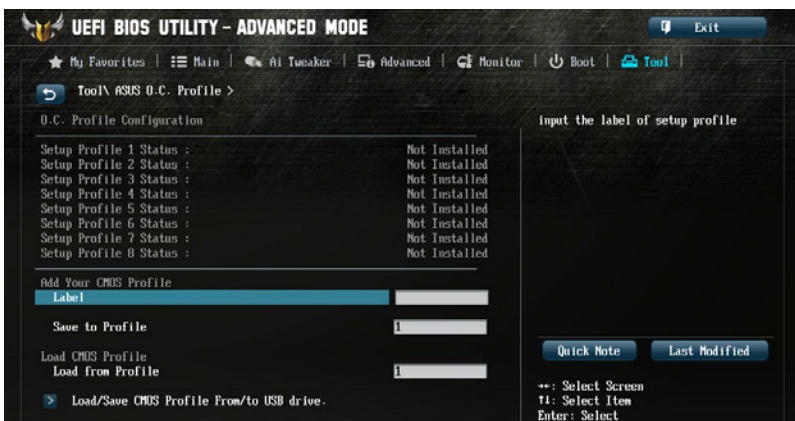 UEFI BIOS UTILITY – ADVANCED MODE
Exit
My Favorites
Main
Ai Tweaker
Advanced
Monitor
Boot
Tool
Tool\ ASUS O.C. Profile >
O.C. Profile Configuration
input the label of setup profile
Setup Profile 1 Status : Not Installed
Setup Profile 2 Status : Not Installed
Setup Profile 3 Status : Not Installed
Setup Profile 4 Status : Not Installed
Setup Profile 5 Status : Not Installed
Setup Profile 6 Status : Not Installed
Setup Profile 7 Status : Not Installed
Setup Profile 8 Status : Not Installed
Add Your CMOS Profile
Label
Save to Profile 1
Load CMOS Profile
Load from Profile 1
> Load/Save CMOS Profile From/to USB drive.
Quick Note
Last Modified
→←: Select Screen
↑↓: Select Item
Enter: Select